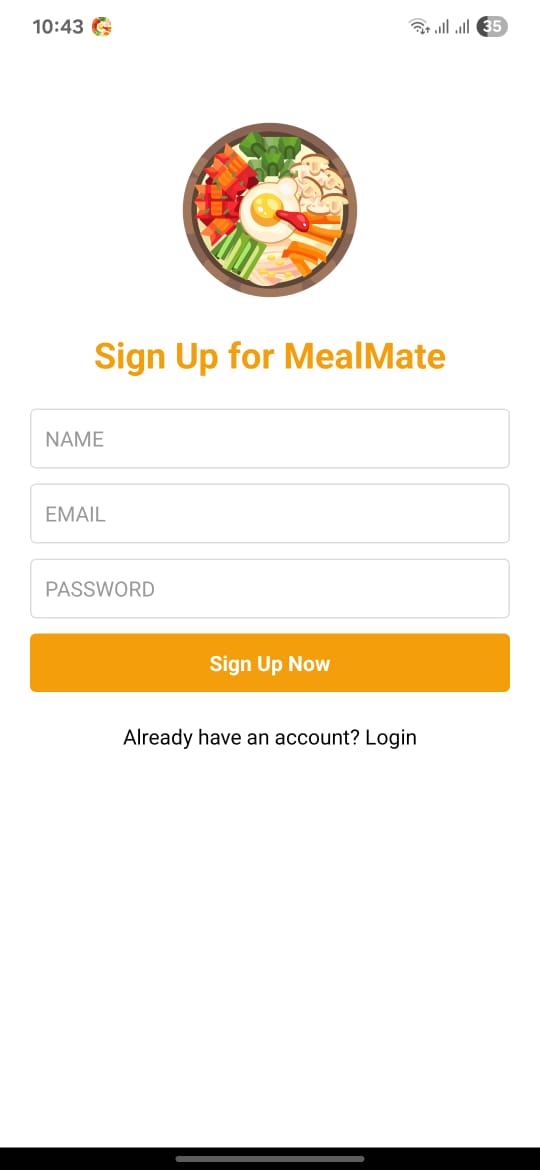 10:43
35
Sign Up for MealMate
NAME
EMAIL
PASSWORD
Sign Up Now
Already have an account? Login